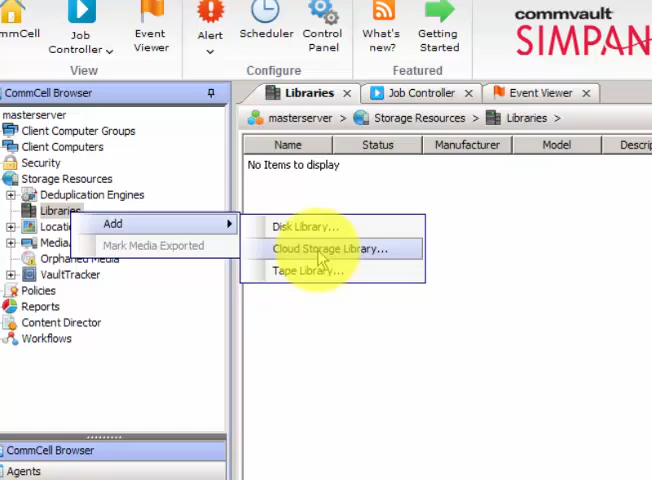 mmCell
Job
Controller
Event
Viewer
Alert
Scheduler
Control
Panel
What's
new?
Getting
Started
View
Configure
Featured
commvault
SIMPAN
CommCell Browser
Libraries
Job Controller
Event Viewer
masterserver
masterserver > Storage Resources > Libraries >
Client Computer Groups
Client Computers
Security
Storage Resources
Deduplication Engines
Libraries
Locati
Media
Orphaned Media
VaultTracker
Policies
Reports
Content Director
Workflows
Name
Status
Manufacturer
Model
Descri
No Items to display
Add
Mark Media Exported
Disk Library...
Cloud Storage Library...
Tape Library...
CommCell Browser
Agents